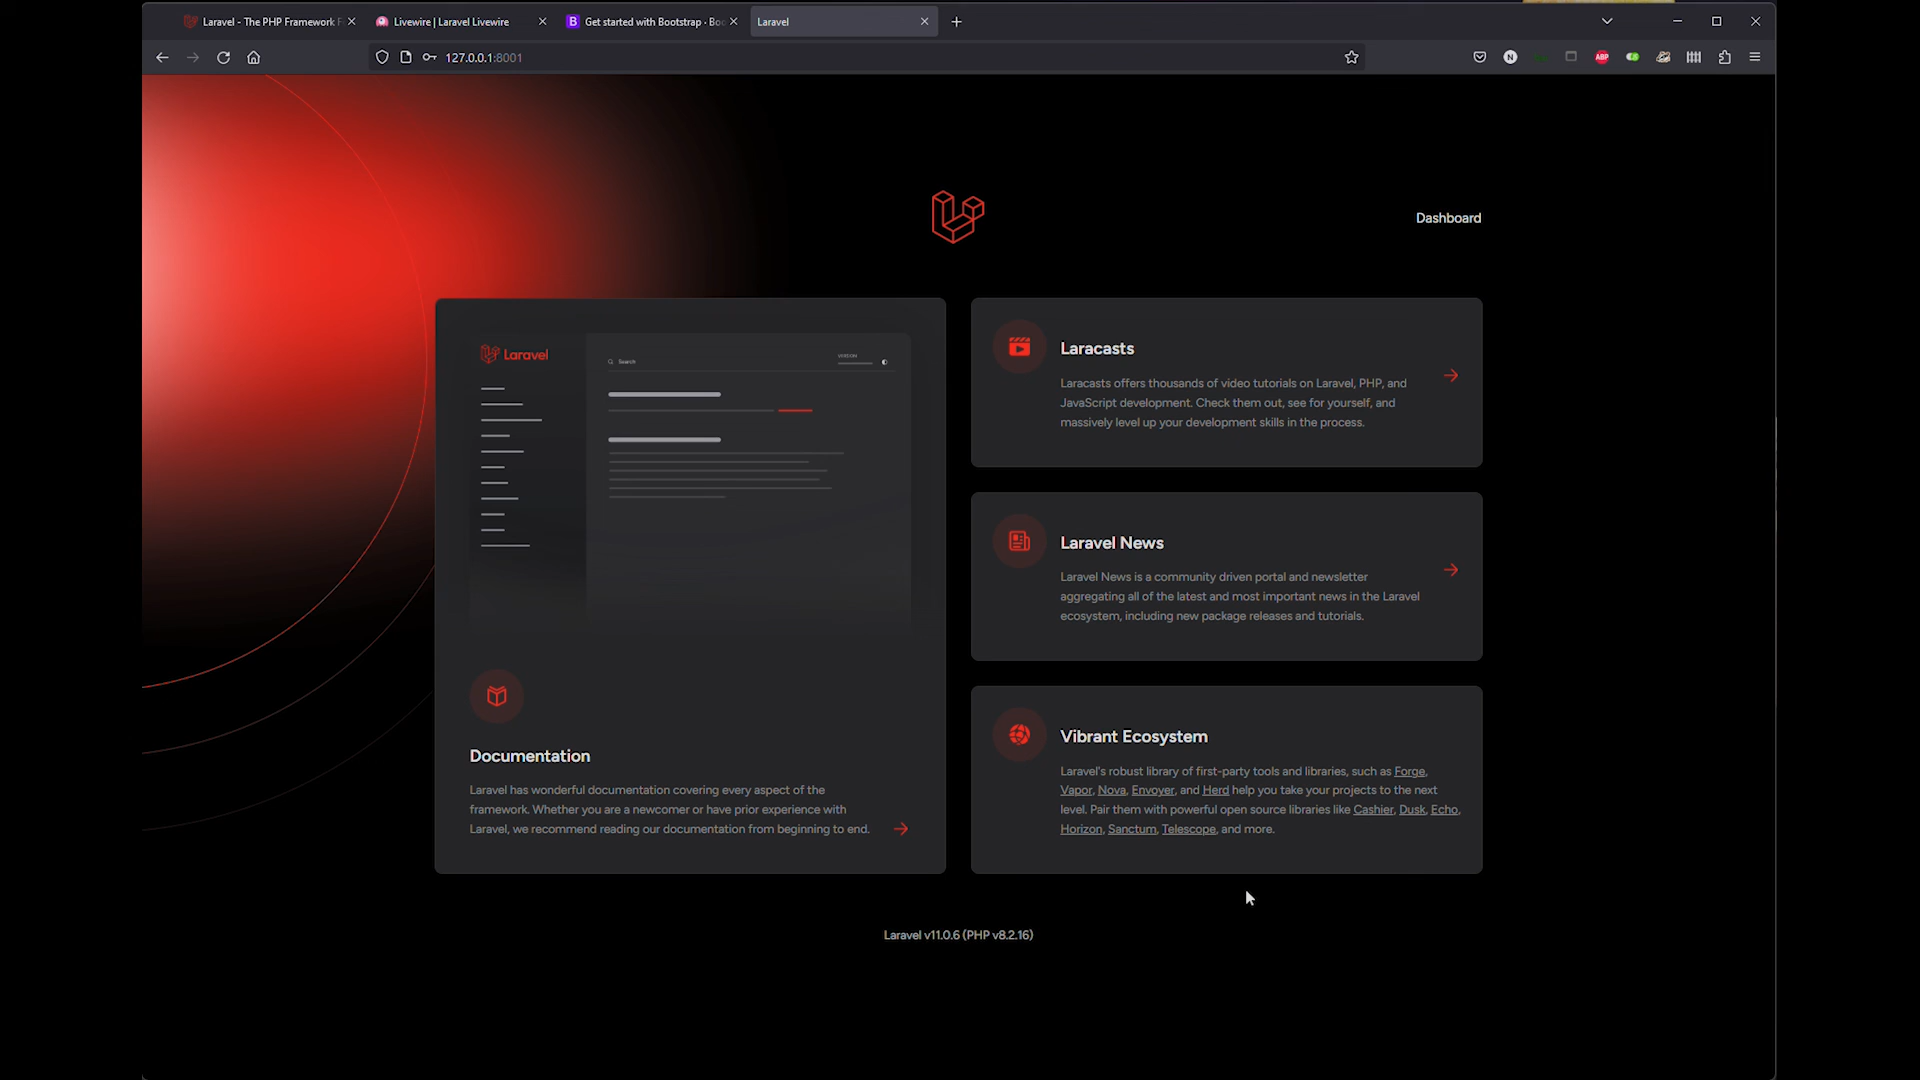 Laravel - The PHP Framework F
Livewire | Laravel Livewire
B
Get started with Bootstrap · Boo
Laravel
127.0.0.1:8001
N
ABP
Dashboard
Laravel
Search
VERSION
Documentation
Laravel has wonderful documentation covering every aspect of the
framework. Whether you are a newcomer or have prior experience with
Laravel, we recommend reading our documentation from beginning to end.
Laracasts
Laracasts offers thousands of video tutorials on Laravel, PHP, and
JavaScript development. Check them out, see for yourself, and
massively level up your development skills in the process.
Laravel News
Laravel News is a community driven portal and newsletter
aggregating all of the latest and most important news in the Laravel
ecosystem, including new package releases and tutorials.
Vibrant Ecosystem
Laravel's robust library of first-party tools and libraries, such as Forge,
Vapor, Nova, Envoyer, and Herd help you take your projects to the next
level. Pair them with powerful open source libraries like Cashier, Dusk, Echo,
Horizon, Sanctum, Telescope, and more.
Laravel v11.0.6 (PHP v8.2.16)